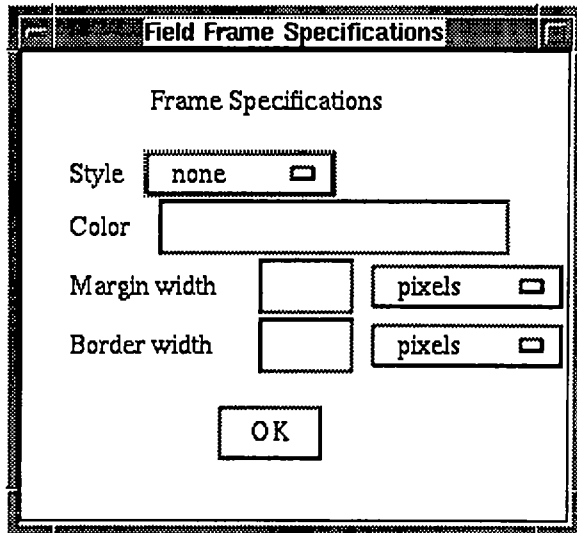 Field Frame Specifications
Frame Specifications
Style none
Color
Margin width pixels
Border width pixels
OK